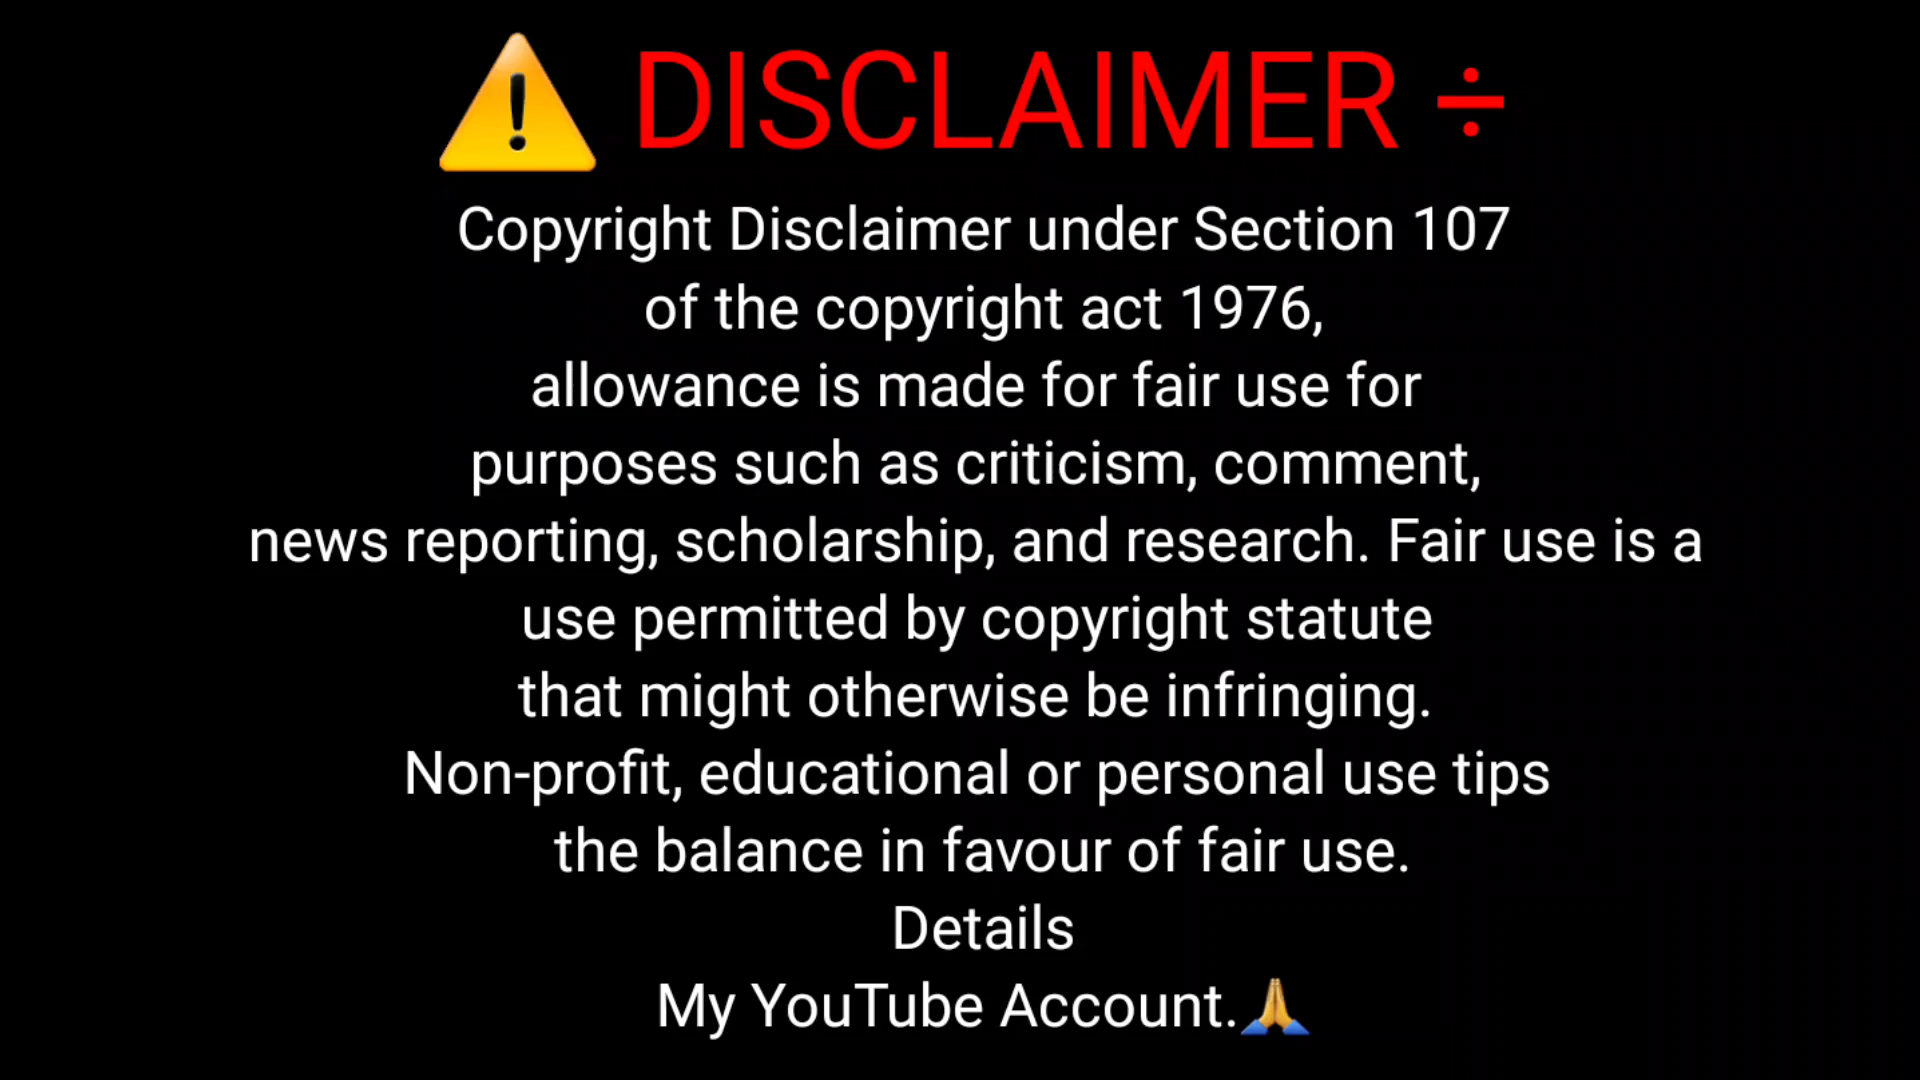 ⚠️ DISCLAIMER ÷
Copyright Disclaimer under Section 107
of the copyright act 1976,
allowance is made for fair use for
purposes such as criticism, comment,
news reporting, scholarship, and research. Fair use is a
use permitted by copyright statute
that might otherwise be infringing.
Non-profit, educational or personal use tips
the balance in favour of fair use.
Details
My YouTube Account.🙏